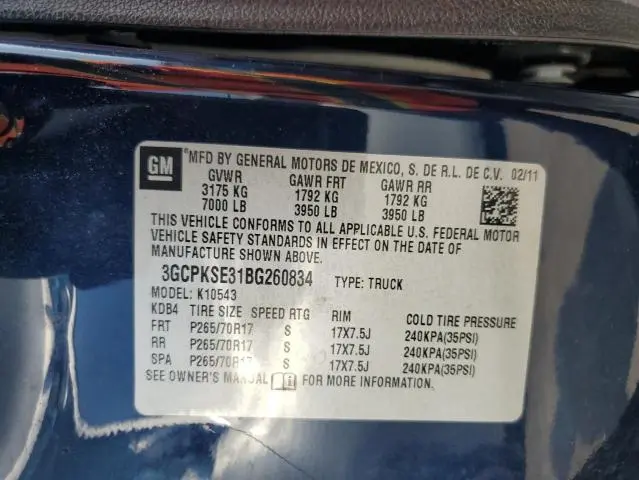 GM ®MFD BY GENERAL MOTORS DE MEXICO, S. DE R.L. DE C.V. 02/11
GVWR GAWR FRT GAWR RR
3175 KG 1792 KG 1792 KG
7000 LB 3950 LB 3950 LB
THIS VEHICLE CONFORMS TO ALL APPLICABLE U.S. FEDERAL MOTOR
VEHICLE SAFETY STANDARDS IN EFFECT ON THE DATE OF
MANUFACTURE SHOWN ABOVE.
3GCPKSE31BG260834 TYPE: TRUCK
MODEL: K10543
KDB4 TIRE SIZE SPEED RTG RIM COLD TIRE PRESSURE
FRT P265/70R17 S 17X7.5J 240KPA(35PSI)
RR P265/70R17 S 17X7.5J 240KPA(35PSI)
SPA P265/70R17 S 17X7.5J 240KPA(35PSI)
SEE OWNER'S MANUAL FOR MORE INFORMATION.